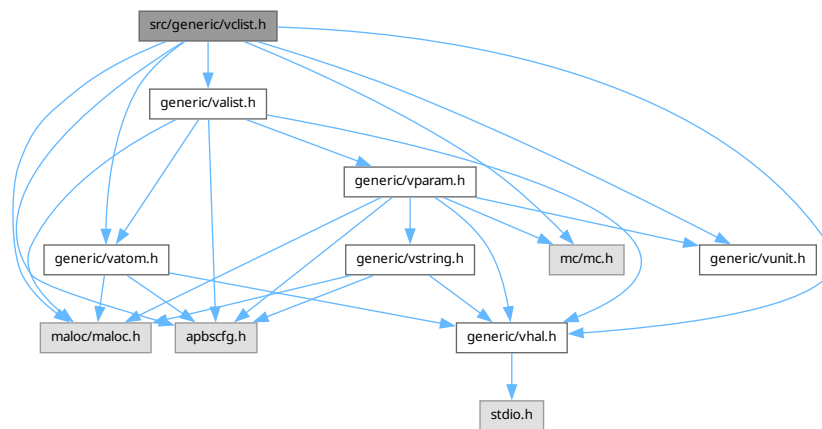 src/generic/vclist.h
generic/valist.h
generic/vparam.h
generic/vatom.h
generic/vstring.h
mc/mc.h
generic/vunit.h
maloc/maloc.h
apbscfg.h
generic/vhal.h
stdio.h